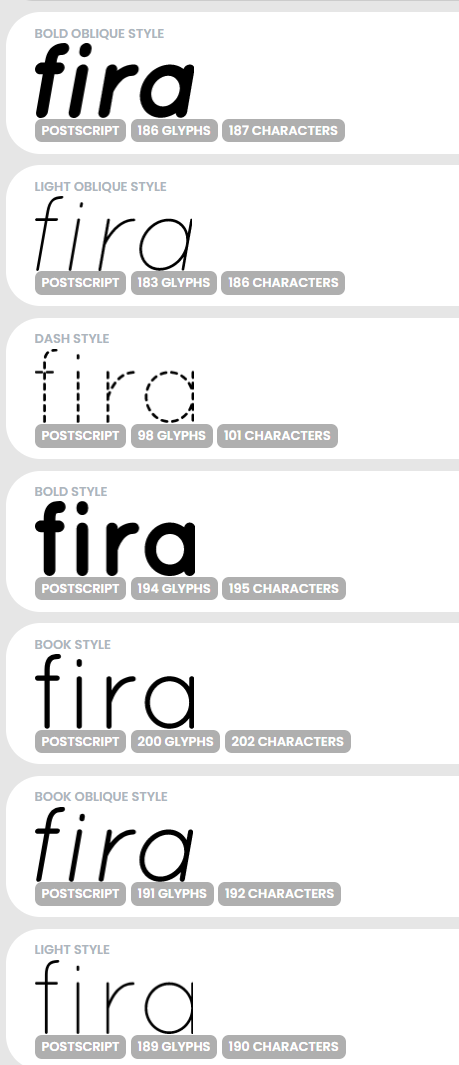 BOLD OBLIQUE STYLE
fira
POSTSCRIPT 186 GLYPHS 187 CHARACTERS
LIGHT OBLIQUE STYLE
fira
POSTSCRIPT 183 GLYPHS 186 CHARACTERS
DASH STYLE
fira
POSTSCRIPT 98 GLYPHS 101 CHARACTERS
BOLD STYLE
fira
POSTSCRIPT 194 GLYPHS 195 CHARACTERS
BOOK STYLE
fira
POSTSCRIPT 200 GLYPHS 202 CHARACTERS
BOOK OBLIQUE STYLE
fira
POSTSCRIPT 191 GLYPHS 192 CHARACTERS
LIGHT STYLE
fira
POSTSCRIPT 189 GLYPHS 190 CHARACTERS